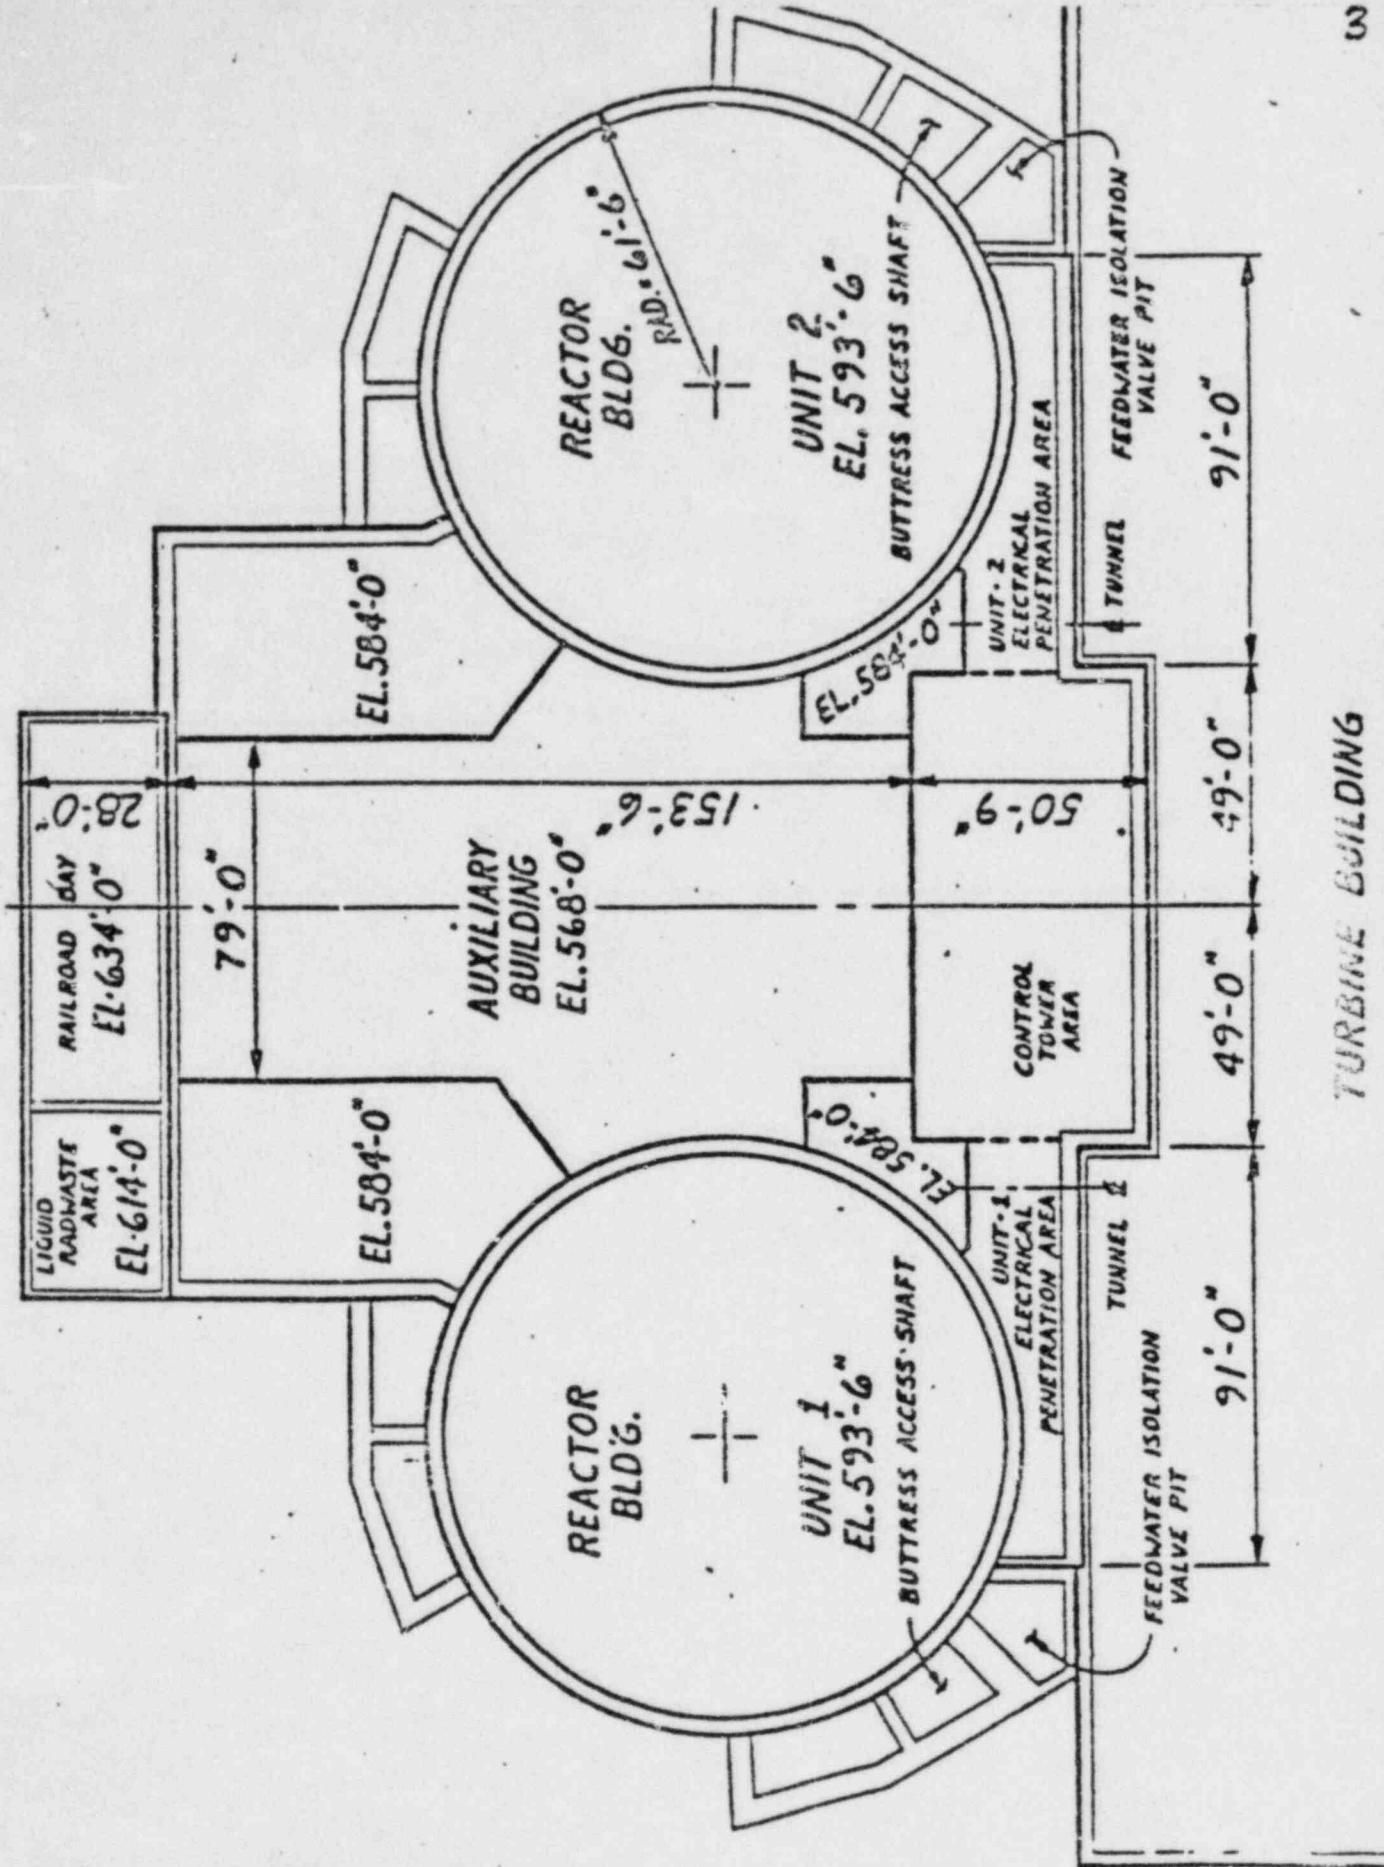 LIQUID
RADWASTE
AREA
EL.614'-0"
RAILROAD BAY
EL.634'-0"
28'-0"
79'-0"
EL.584'-0"
EL.584'-0"
AUXILIARY
BUILDING
EL.568'-0"
153'-6"
REACTOR
BLD'G.
UNIT 1
EL.593'-6"
BUTTRESS ACCESS SHAFT
REACTOR
BLDG.
RAD.=61'-6"
UNIT 2
EL.593'-6"
BUTTRESS ACCESS SHAFT
EL.584'-0"
EL.584'-0"
CONTROL
TOWER
AREA
50'-9"
UNIT-1
ELECTRICAL
PENETRATION AREA
UNIT-2
ELECTRICAL
PENETRATION AREA
TUNNEL ℄
℄ TUNNEL
FEEDWATER ISOLATION
VALVE PIT
FEEDWATER ISOLATION
VALVE PIT
91'-0"
49'-0"
49'-0"
91'-0"
TURBINE BUILDING
3